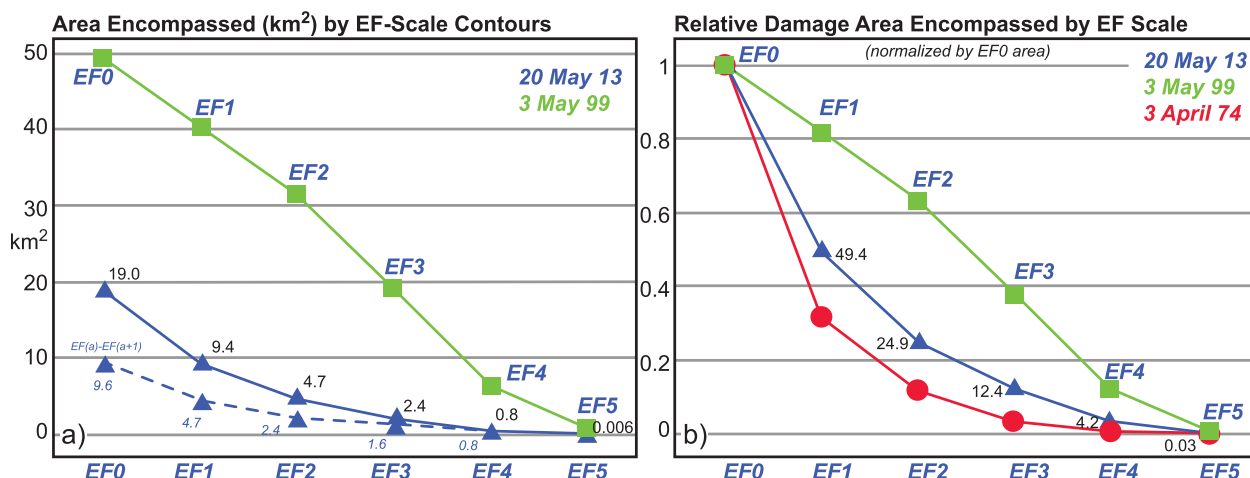 Area Encompassed (km²) by EF-Scale Contours
50
40
30
km²
20
10
0
EF0
EF1
EF2
EF3
EF4
EF5
20 May 13
3 May 99
19.0
9.4
4.7
2.4
0.8
0.006
EF(a)-EF(a+1)
9.6
4.7
2.4
1.6
0.8
a)
EF0 EF1 EF2 EF3 EF4 EF5
Relative Damage Area Encompassed by EF Scale
(normalized by EF0 area)
1
0.8
0.6
0.4
0.2
0
EF0
EF1
EF2
EF3
EF4
EF5
20 May 13
3 May 99
3 April 74
49.4
24.9
12.4
4.2
0.03
b)
EF0 EF1 EF2 EF3 EF4 EF5